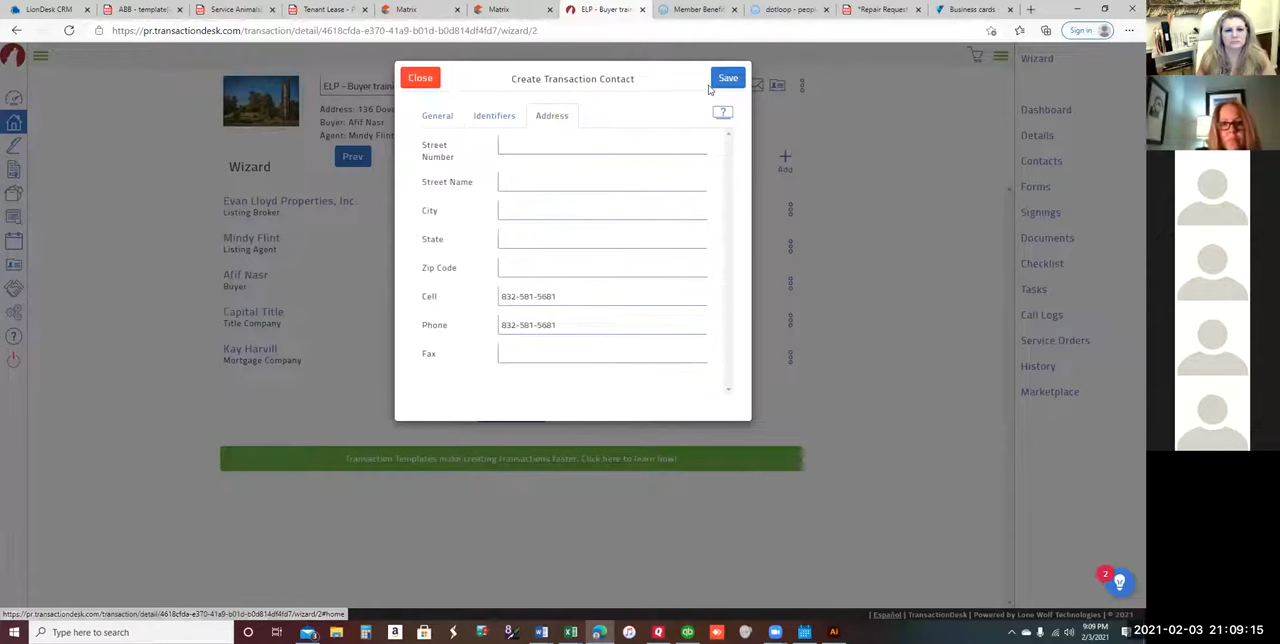 LionDesk CRM
ABB - template
Service Animals
Tenant Lease - P
Matrix
Matrix
ELP - Buyer train
Member Benefi
dotloop - peopl
*Repair Request
Business cards
https://pr.transactiondesk.com/transaction/detail/4618cfda-e370-41a9-b01d-b0d814df4fd7/wizard/2
Sign in
Close
Create Transaction Contact
Save
General
Identifiers
Address
?
Street Number
Street Name
City
State
Zip Code
Cell
832-581-5681
Phone
832-581-5681
Fax
ELP - Buyer traine
Address: 136 Dove
Buyer: Afif Nasr
Agent: Mindy Flint
Prev
Wizard
Add
Evan Lloyd Properties, Inc.
Listing Broker
Mindy Flint
Listing Agent
Afif Nasr
Buyer
Capital Title
Title Company
Kay Harvill
Mortgage Company
Transaction Templates make creating transactions faster. Click here to learn how!
Wizard
Dashboard
Details
Contacts
Forms
Signings
Documents
Checklist
Tasks
Call Logs
Service Orders
History
Marketplace
2
https://pr.transactiondesk.com/transaction/detail/4618cfda-e370-41a9-b01d-b0d814df4fd7/wizard/2#home
| Español | TransactionDesk | Powered by Lone Wolf Technologies | © 2021
Type here to search
9:09 PM
2/3/2021
2021-02-03 21:09:15